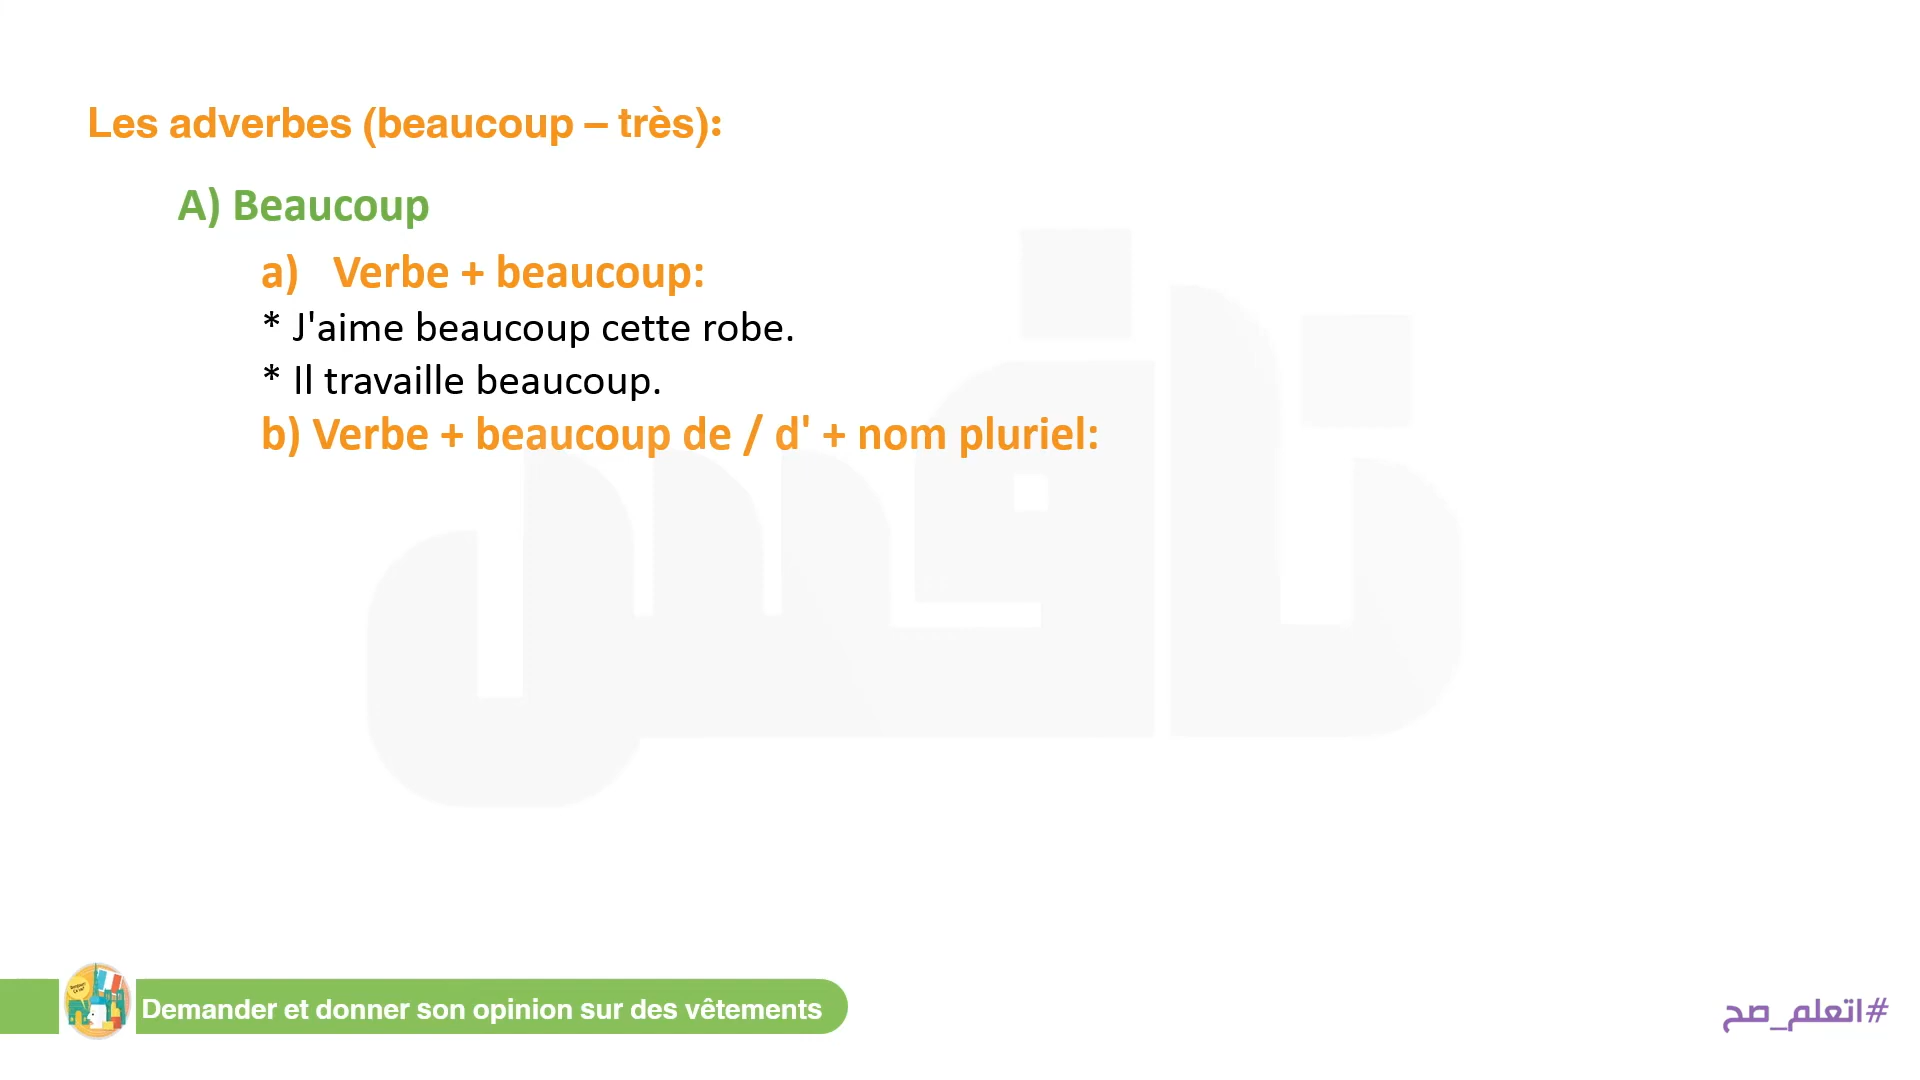 Les adverbes (beaucoup – très):
A) Beaucoup
a) Verbe + beaucoup:
* J'aime beaucoup cette robe.
* Il travaille beaucoup.
b) Verbe + beaucoup de / d' + nom pluriel:
نافس
Demander et donner son opinion sur des vêtements
#اتعلم_صح